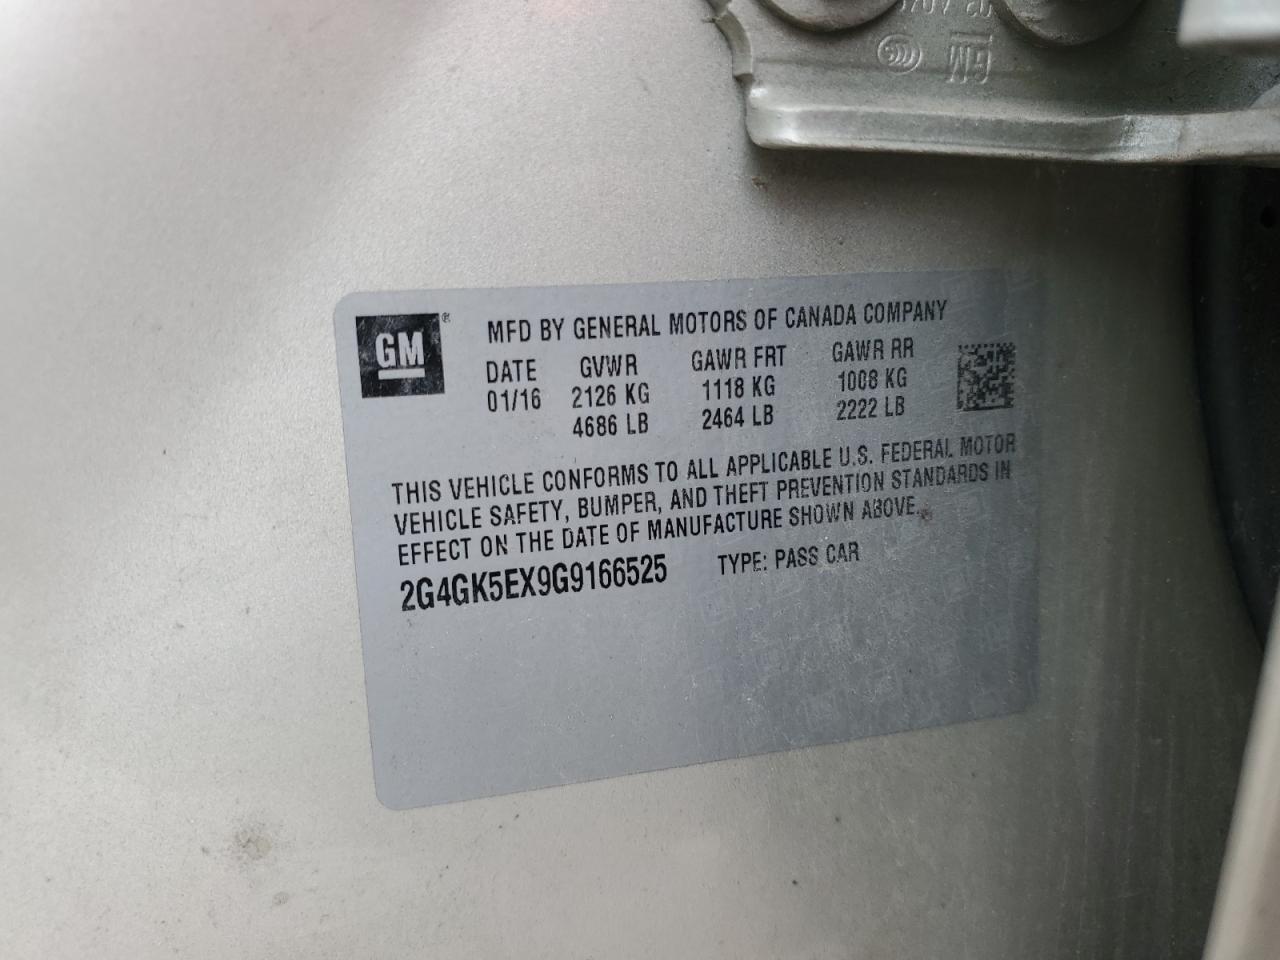 GM
GM
®
MFD BY GENERAL MOTORS OF CANADA COMPANY
DATE GVWR GAWR FRT GAWR RR
01/16 2126 KG 1118 KG 1008 KG
4686 LB 2464 LB 2222 LB
THIS VEHICLE CONFORMS TO ALL APPLICABLE U.S. FEDERAL MOTOR
VEHICLE SAFETY, BUMPER, AND THEFT PREVENTION STANDARDS IN
EFFECT ON THE DATE OF MANUFACTURE SHOWN ABOVE.
2G4GK5EX9G9166525 TYPE: PASS CAR